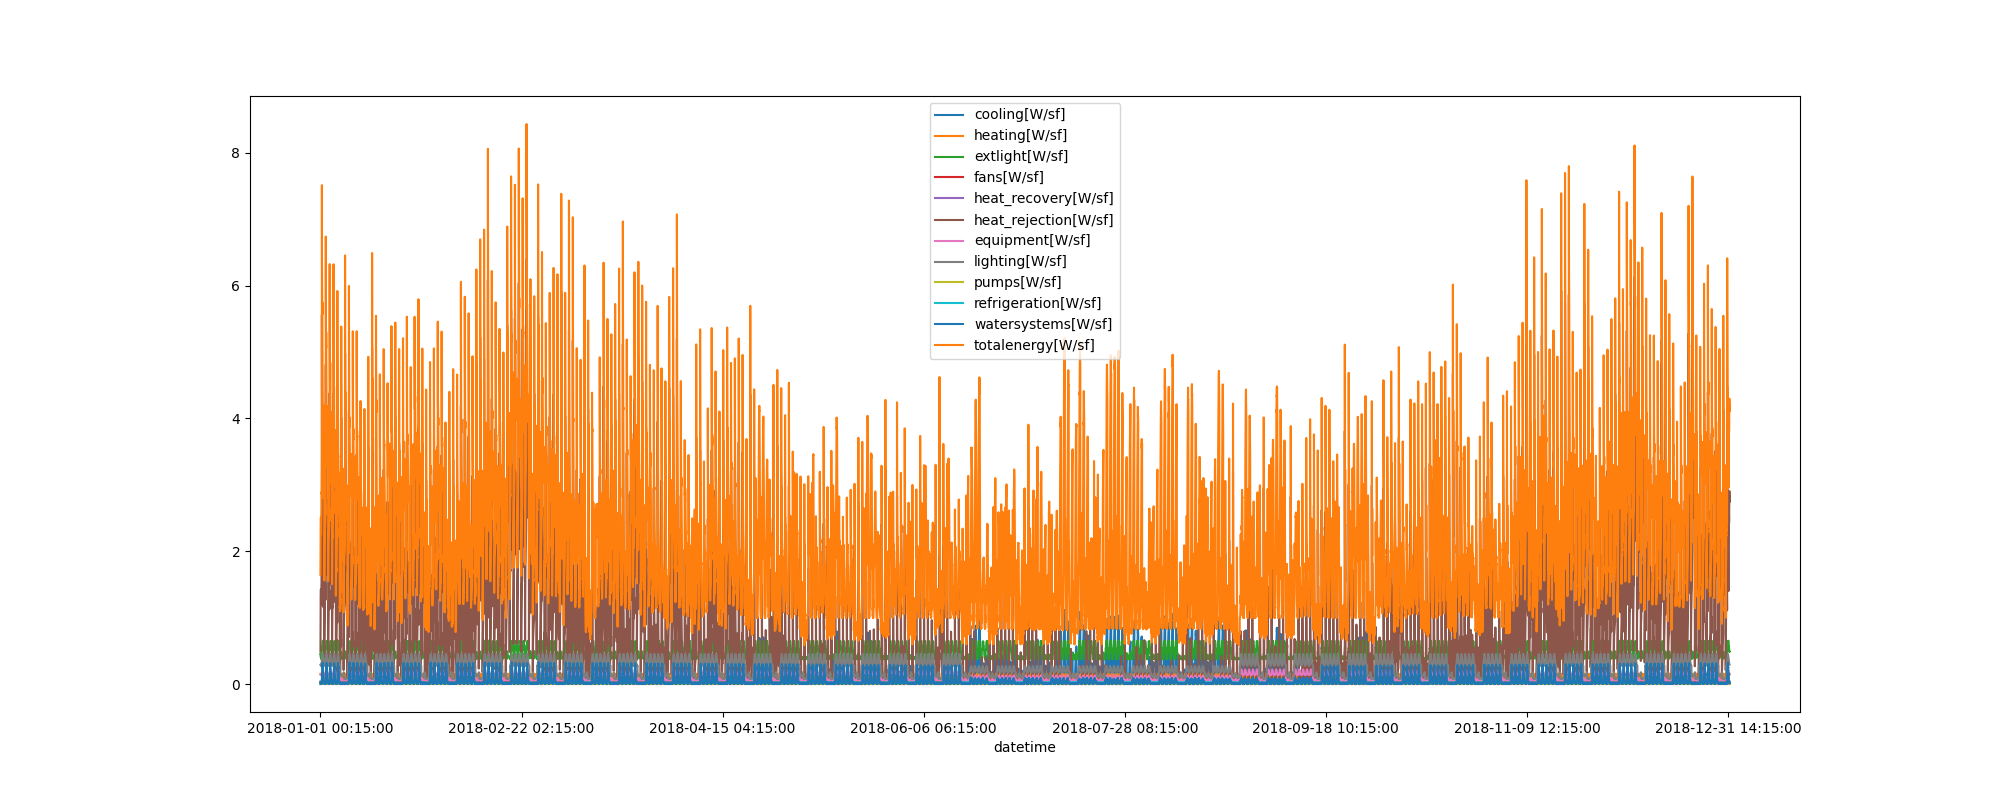 cooling[W/sf]
heating[W/sf]
extlight[W/sf]
fans[W/sf]
heat_recovery[W/sf]
heat_rejection[W/sf]
equipment[W/sf]
lighting[W/sf]
pumps[W/sf]
refrigeration[W/sf]
watersystems[W/sf]
totalenergy[W/sf]
8
6
4
2
0
2018-01-01 00:15:00 2018-02-22 02:15:00 2018-04-15 04:15:00 2018-06-06 06:15:00 2018-07-28 08:15:00 2018-09-18 10:15:00 2018-11-09 12:15:00 2018-12-31 14:15:00
datetime